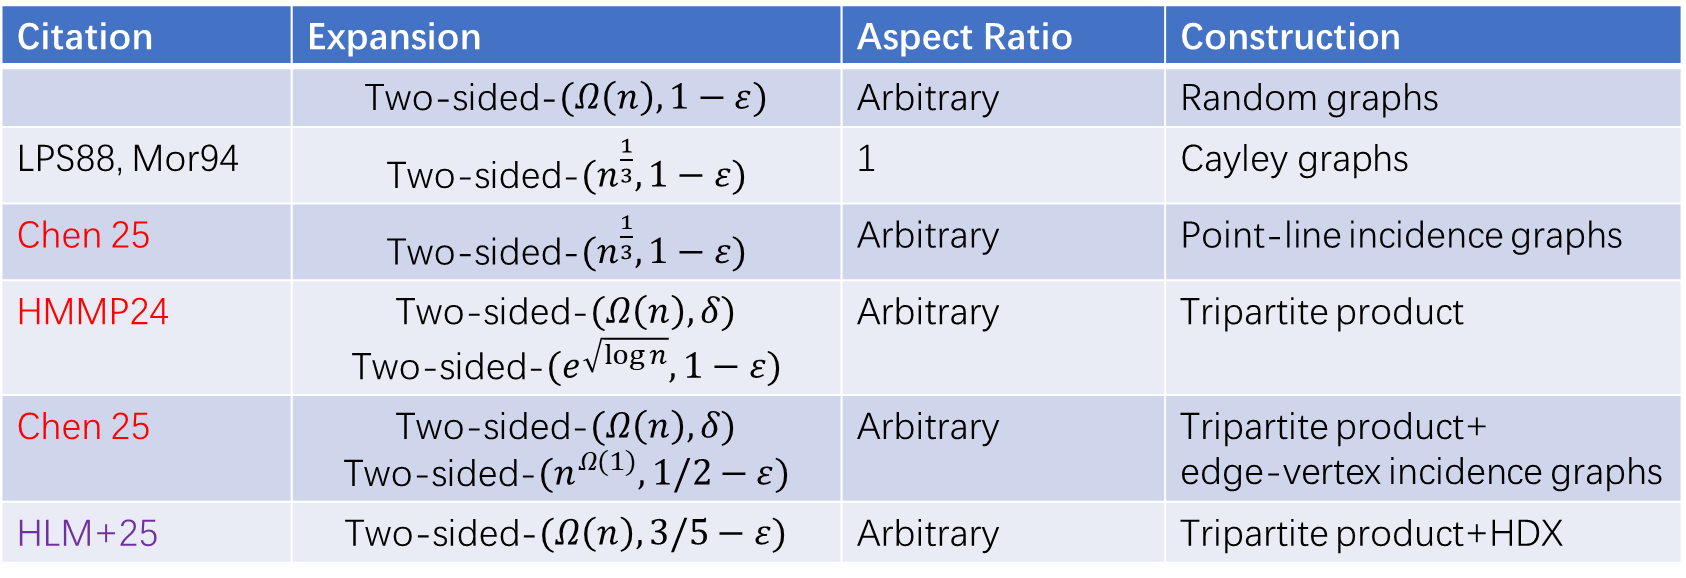 Citation Expansion Aspect Ratio Construction
Two-sided-(Ω(n), 1 − ε) Arbitrary Random graphs
LPS88, Mor94 Two-sided-(n^{1/3}, 1 − ε) 1 Cayley graphs
Chen 25 Two-sided-(n^{1/3}, 1 − ε) Arbitrary Point-line incidence graphs
HMMP24 Two-sided-(Ω(n), δ) Arbitrary Tripartite product
Two-sided-(e^{√log n}, 1 − ε)
Chen 25 Two-sided-(Ω(n), δ) Arbitrary Tripartite product+
Two-sided-(n^{Ω(1)}, 1/2 − ε) edge-vertex incidence graphs
HLM+25 Two-sided-(Ω(n), 3/5 − ε) Arbitrary Tripartite product+HDX